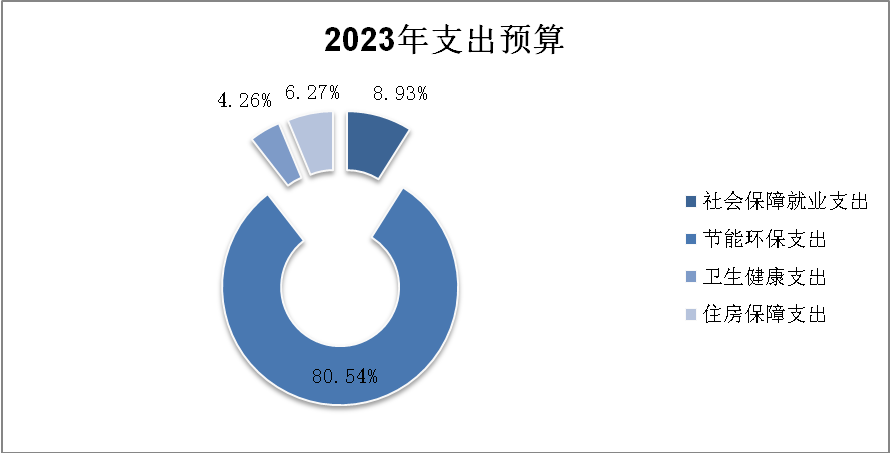 2023年支出预算
4.26%
6.27%
8.93%
80.54%
社会保障就业支出
节能环保支出
卫生健康支出
住房保障支出